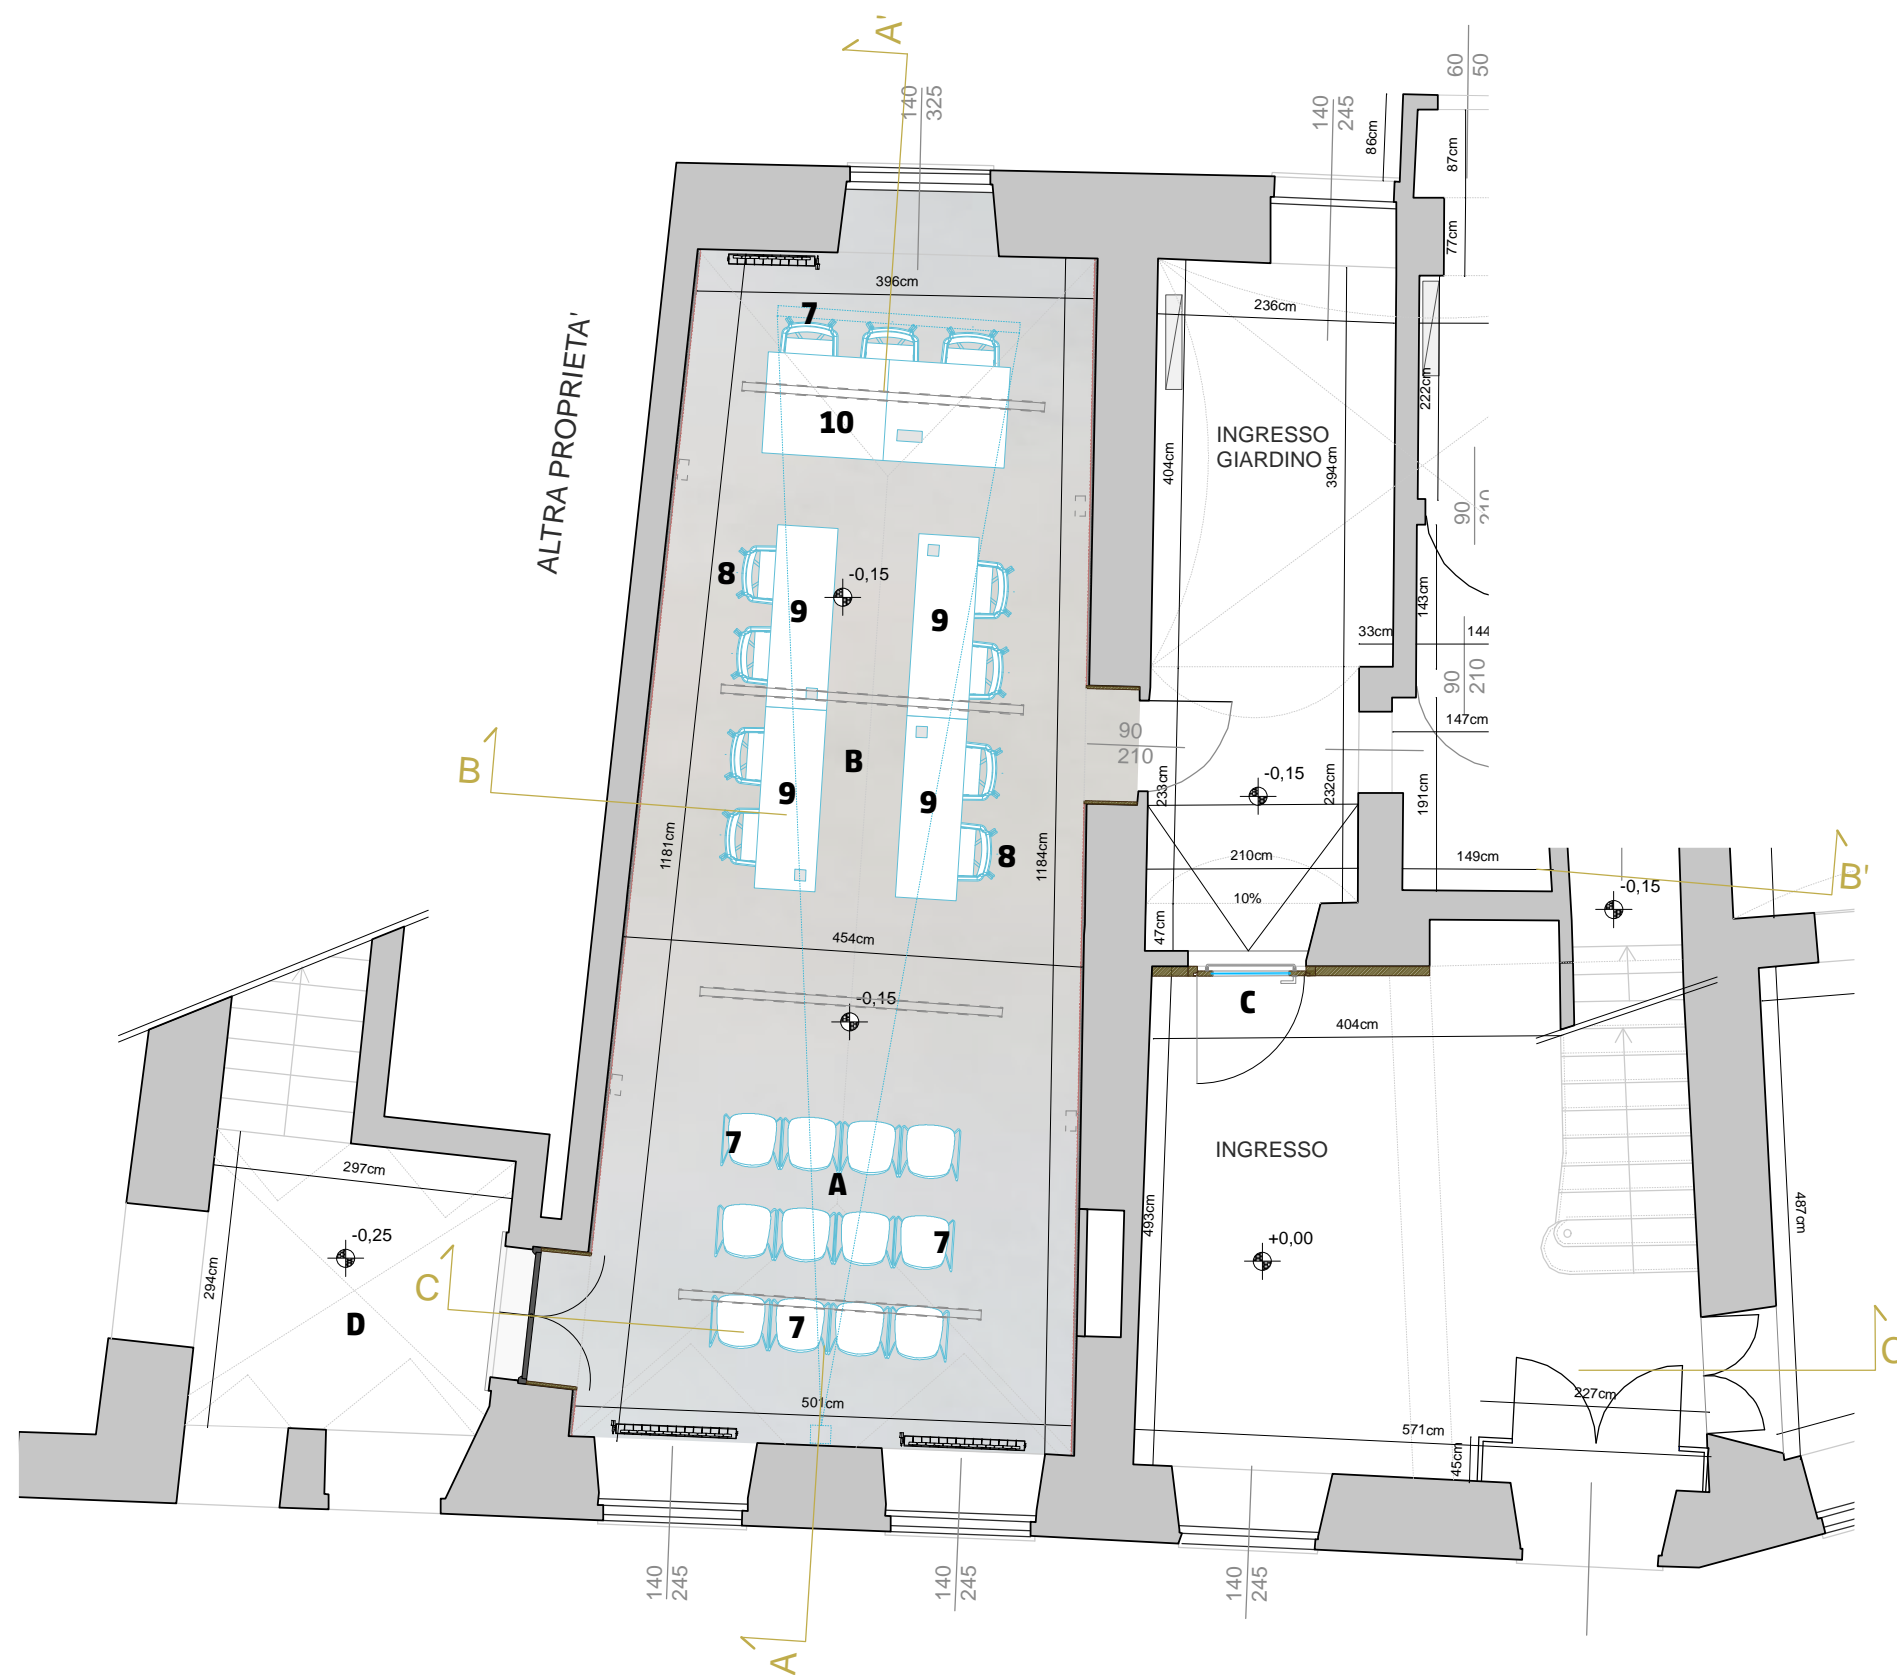 A'
140
325
140
245
60
50
86cm
87cm
77cm
396cm
236cm
7
10
ALTRA PROPRIETA'
INGRESSO
GIARDINO
404cm
394cm
222cm
90
210
8
9
-0,15
9
143cm
33cm
144
90
210
147cm
90
210
B
B
9
9
8
-0,15
233cm
232cm
191cm
1181cm
1184cm
210cm
149cm
B'
-0,15
10%
47cm
454cm
-0,15
C
404cm
7
A
INGRESSO
297cm
-0,25
294cm
D
C
7
7
493cm
+0,00
487cm
C
227cm
501cm
571cm
45cm
140
245
140
245
140
245
A